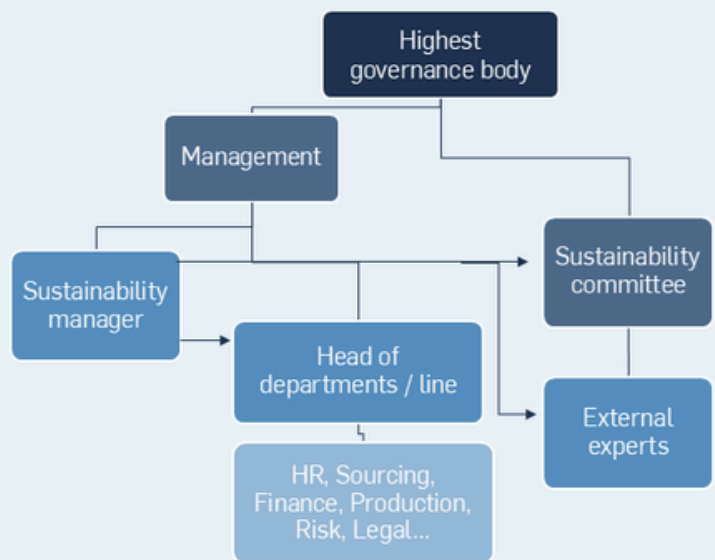 Highest
governance body
Management
Sustainability
manager
Sustainability
committee
Head of
departments / line
External
experts
HR, Sourcing,
Finance, Production,
Risk, Legal...